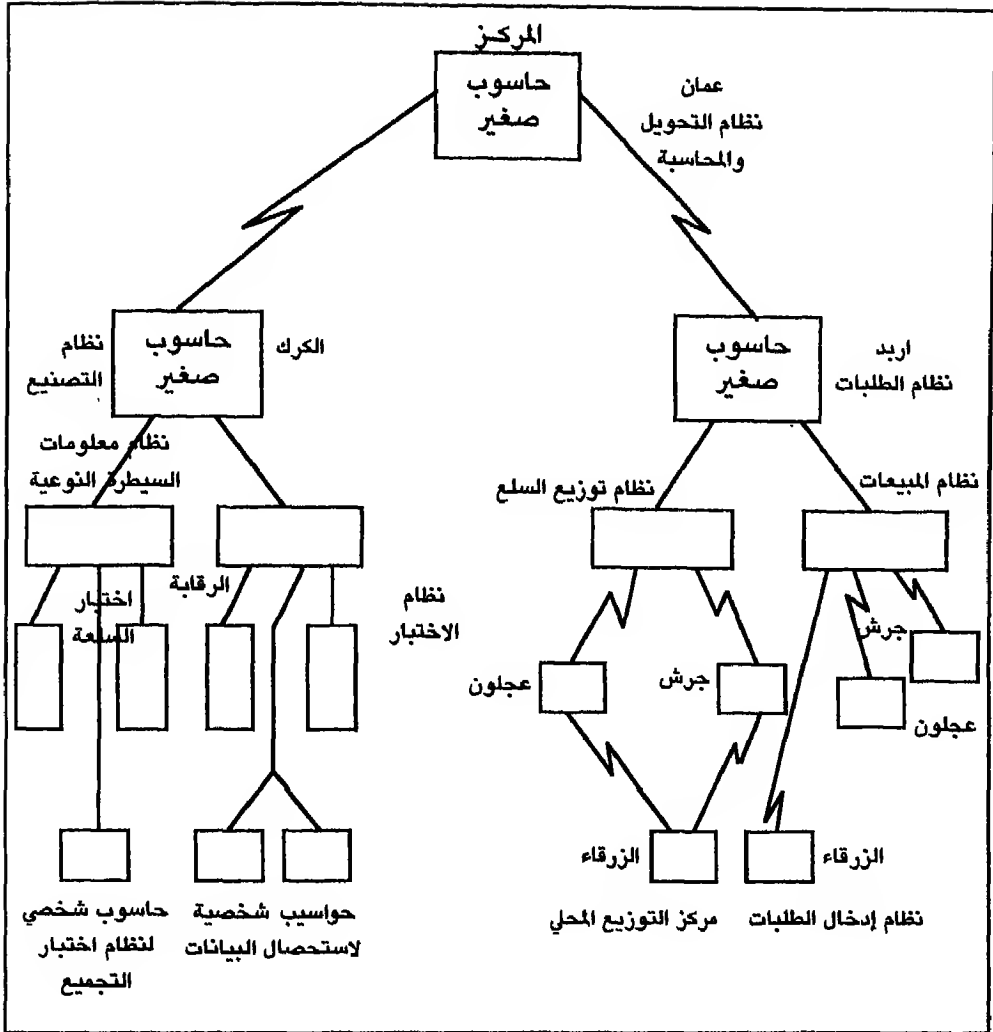 المركز
حاسوب
صغير
عمان
نظام التحويل
والمحاسبة
حاسوب
صغير
اربد
نظام الطلبات
الكرك
حاسوب
صغير
نظام
التصنيع
نظام المبيعات
نظام توزيع السلع
نظام معلومات
السيطرة النوعية
جرش
عجلون
جرش
عجلون
نظام
الاختبار
الرقابة
اختبار
السلعة
الزرقاء
الزرقاء
نظام إدخال الطلبات
مركز التوزيع المحلي
حواسيب شخصية
لاستحصال البيانات
حاسوب شخصي
لنظام اختبار
التجميع